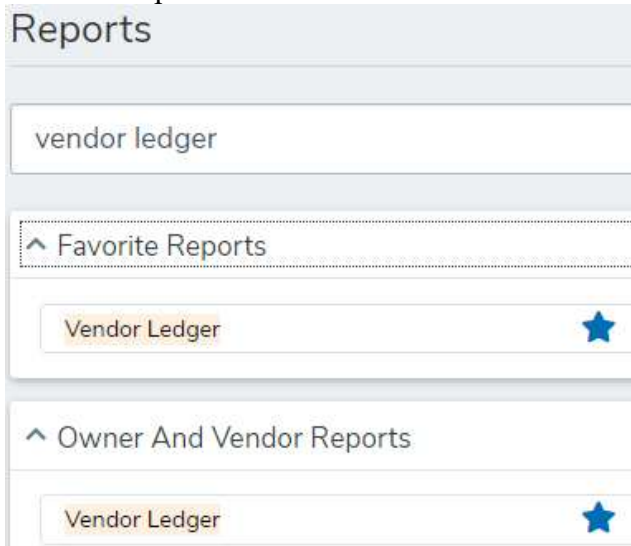 Reports
vendor ledger
Favorite Reports
Vendor Ledger
Owner And Vendor Reports
Vendor Ledger